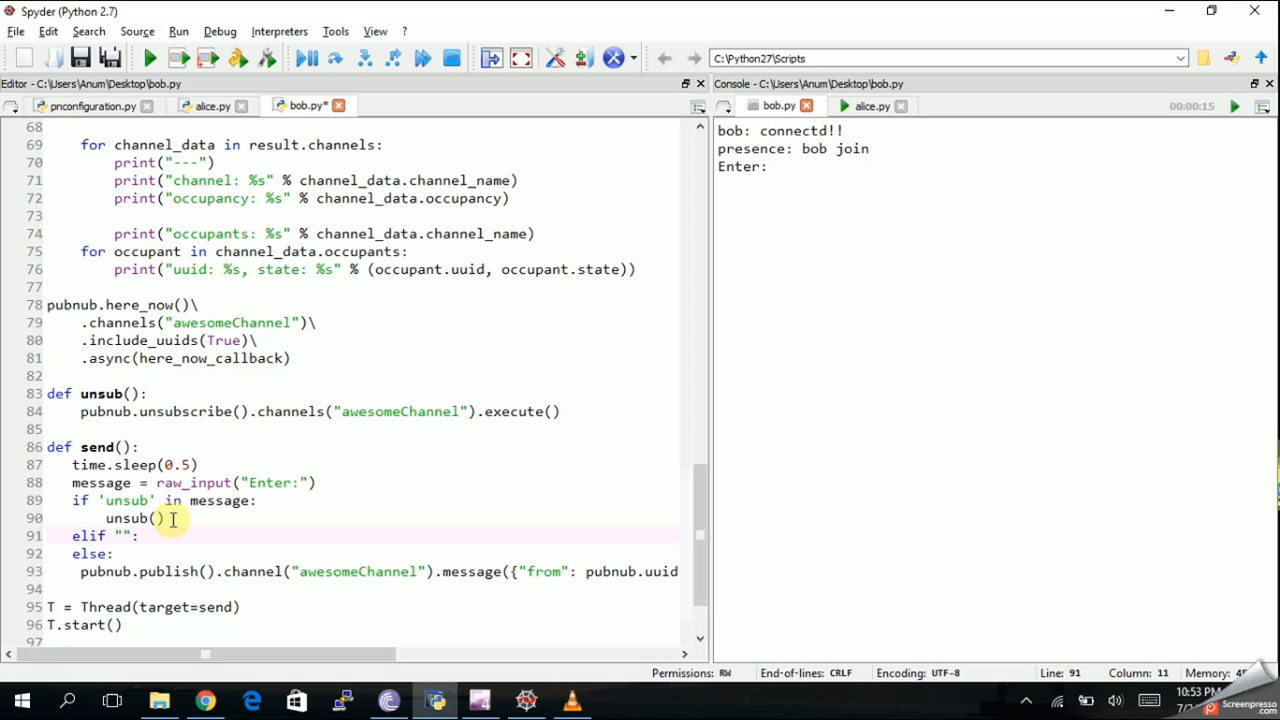 Spyder (Python 2.7)
File Edit Search Source Run Debug Interpreters Tools View ?
C:\Python27\Scripts
Editor - C:\Users\Anum\Desktop\bob.py
Console - C:\Users\Anum\Desktop\bob.py
pnconfiguration.py alice.py bob.py*
bob.py alice.py 00:00:15
68
69 for channel_data in result.channels:
70 print("---")
71 print("channel: %s" % channel_data.channel_name)
72 print("occupancy: %s" % channel_data.occupancy)
73
74 print("occupants: %s" % channel_data.channel_name)
75 for occupant in channel_data.occupants:
76 print("uuid: %s, state: %s" % (occupant.uuid, occupant.state))
77
78 pubnub.here_now()\
79 .channels("awesomeChannel")\
80 .include_uuids(True)\
81 .async(here_now_callback)
82
83 def unsub():
84 pubnub.unsubscribe().channels("awesomeChannel").execute()
85
86 def send():
87 time.sleep(0.5)
88 message = raw_input("Enter:")
89 if 'unsub' in message:
90 unsub()
91 elif "":
92 else:
93 pubnub.publish().channel("awesomeChannel").message({"from": pubnub.uuid
94
95 T = Thread(target=send)
96 T.start()
97
bob: connectd!!
presence: bob join
Enter:
Permissions: RW End-of-lines: CRLF Encoding: UTF-8 Line: 91 Column: 11 Memory:
10:53 PM
Screenpresso
.com